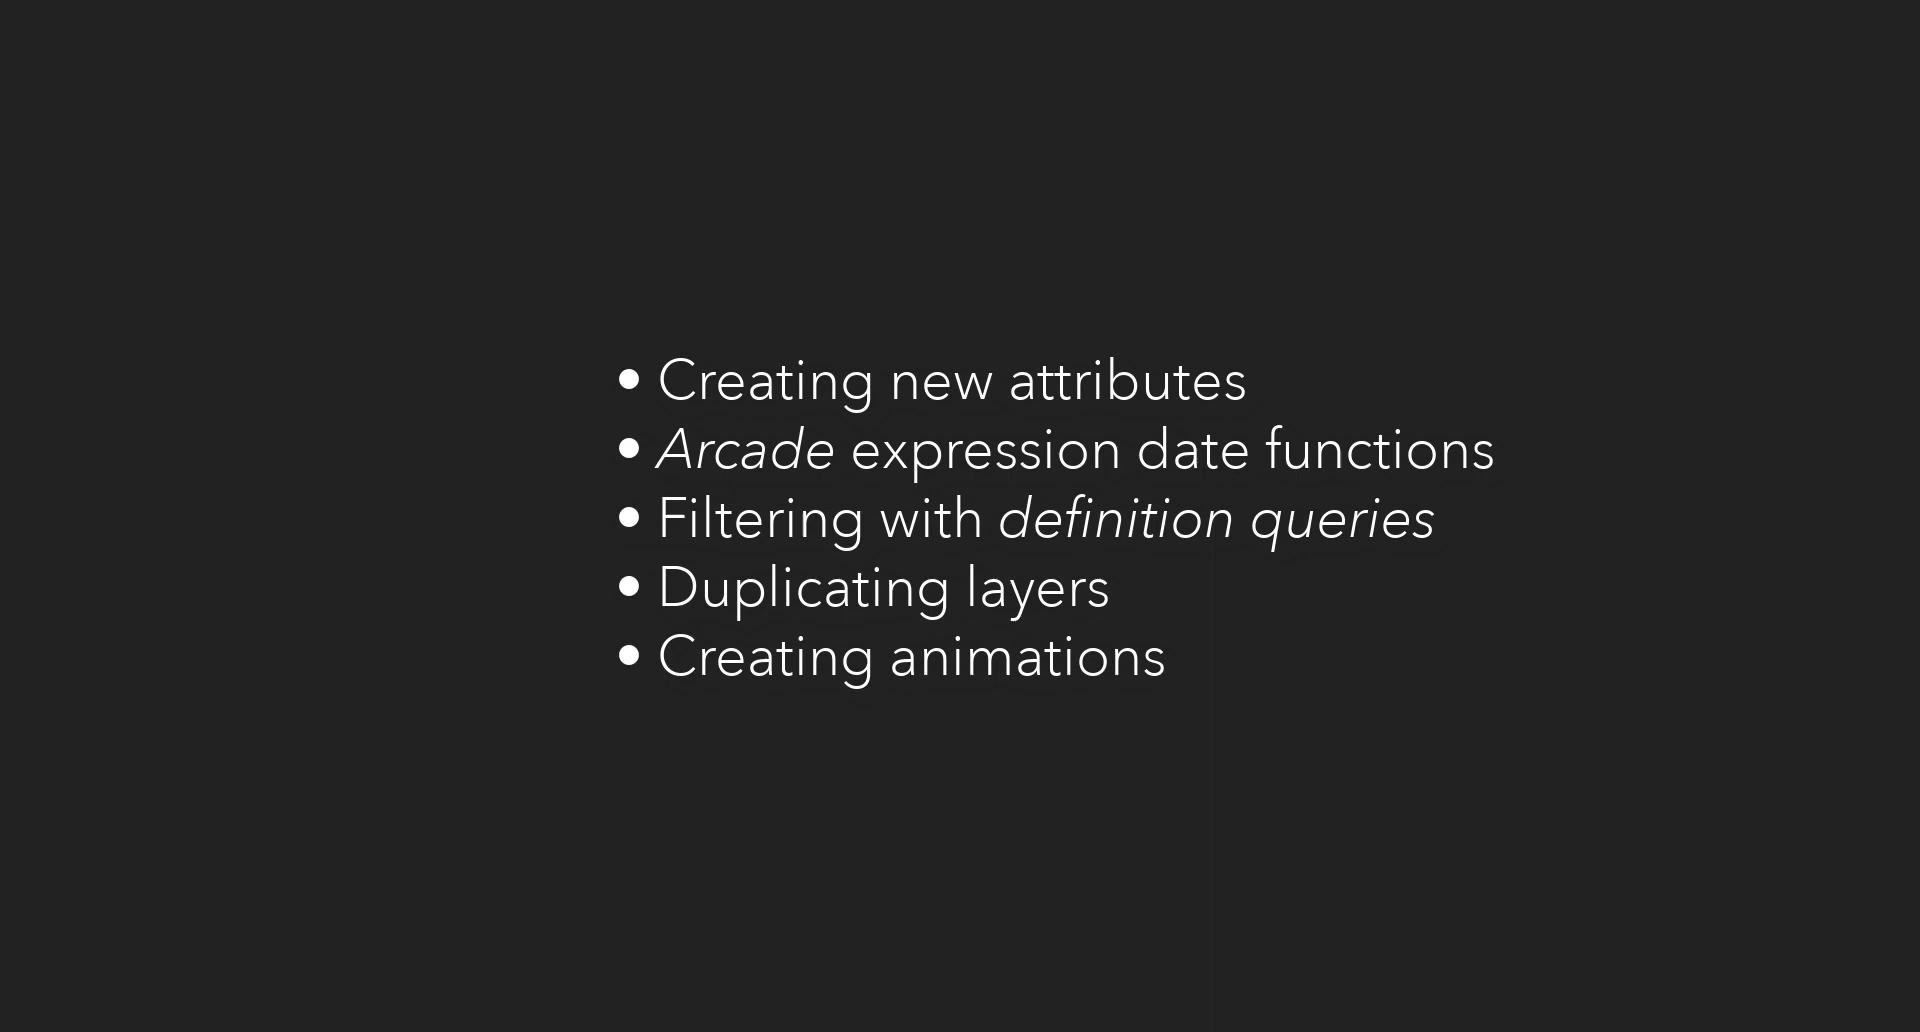 • Creating new attributes
• Arcade expression date functions
• Filtering with definition queries
• Duplicating layers
• Creating animations